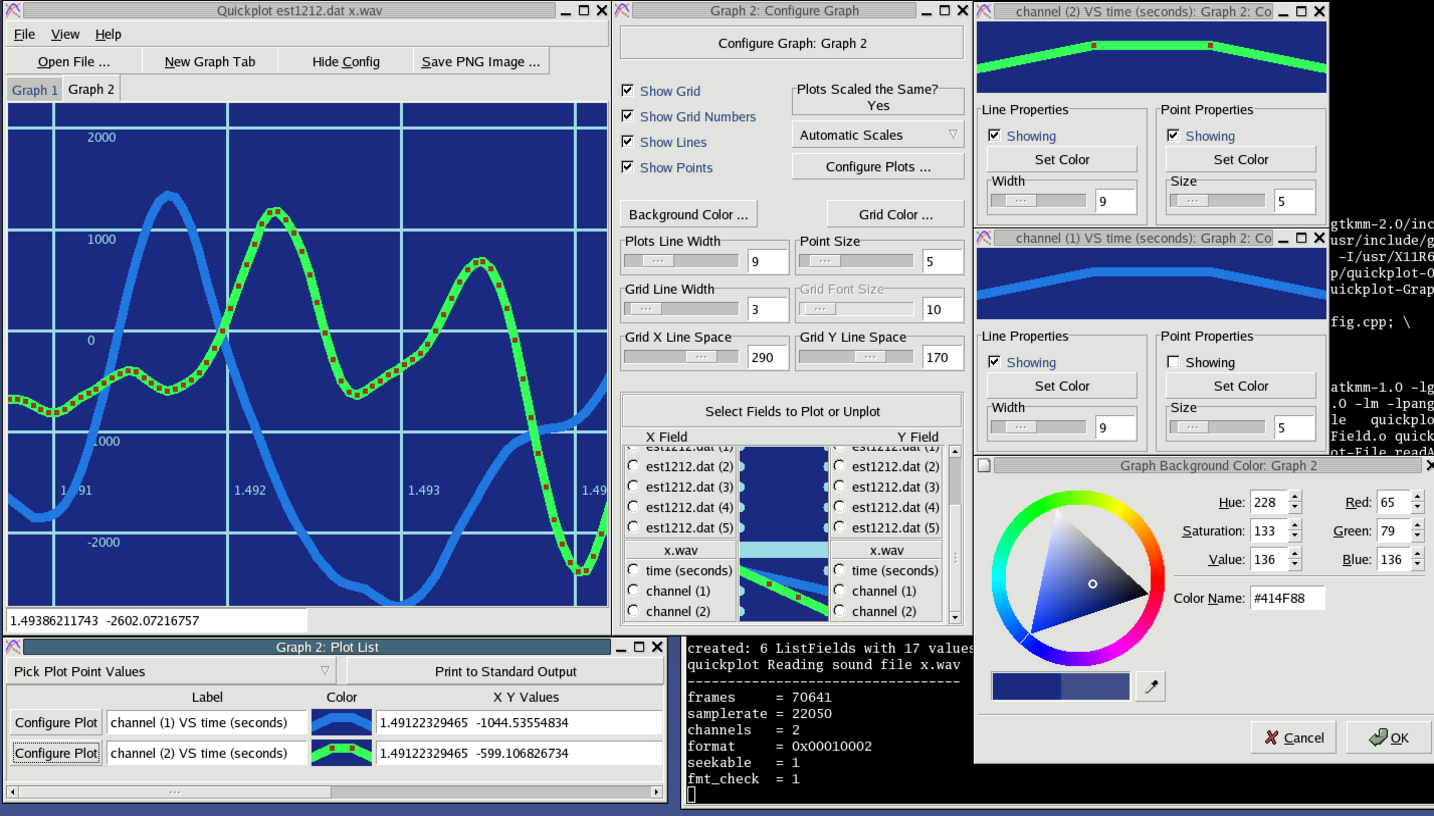 Quickplot est1212.dat x.wav
File View Help
Open File ... New Graph Tab Hide Config Save PNG Image ...
Graph 1 Graph 2
2000
1000
0
1.492 1.493
-2000
1.49386211743 -2602.07216757
Graph 2: Configure Graph
Configure Graph: Graph 2
Show Grid
Show Grid Numbers
Show Lines
Show Points
Plots Scaled the Same?
Yes
Automatic Scales
Configure Plots ...
Background Color ... Grid Color ...
Plots Line Width Point Size
9 5
Grid Line Width Grid Font Size
3 10
Grid X Line Space Grid Y Line Space
290 170
Select Fields to Plot or Unplot
X Field Y Field
est1212.dat (1) est1212.dat (1)
est1212.dat (2) est1212.dat (2)
est1212.dat (3) est1212.dat (3)
est1212.dat (4) est1212.dat (4)
est1212.dat (5) est1212.dat (5)
x.wav x.wav
time (seconds) time (seconds)
channel (1) channel (1)
channel (2) channel (2)
channel (2) VS time (seconds): Graph 2: Co
Line Properties Point Properties
Showing Showing
Set Color Set Color
Width Size
9 5
channel (1) VS time (seconds): Graph 2: Co
Line Properties Point Properties
Showing Showing
Set Color Set Color
Width Size
9 5
gtkmm-2.0/inc
usr/include/g
-I/usr/X11R6
p/quickplot-0
uickplot-Grap
fig.cpp; \
atkmm-1.0 -lg
.0 -lm -lpang
le quickplo
Field.o quick
ot-File readA
Graph Background Color: Graph 2
Hue: 228 Red: 65
Saturation: 133 Green: 79
Value: 136 Blue: 136
Color Name: #414F88
Cancel OK
Graph 2: Plot List
Pick Plot Point Values Print to Standard Output
Label Color X Y Values
Configure Plot channel (1) VS time (seconds) 1.49122329465 -1044.53554834
Configure Plot channel (2) VS time (seconds) 1.49122329465 -599.106826734
created: 6 ListFields with 17 values
quickplot Reading sound file x.wav
---------------------------------
frames = 70641
samplerate = 22050
channels = 2
format = 0x00010002
seekable = 1
fmt_check = 1